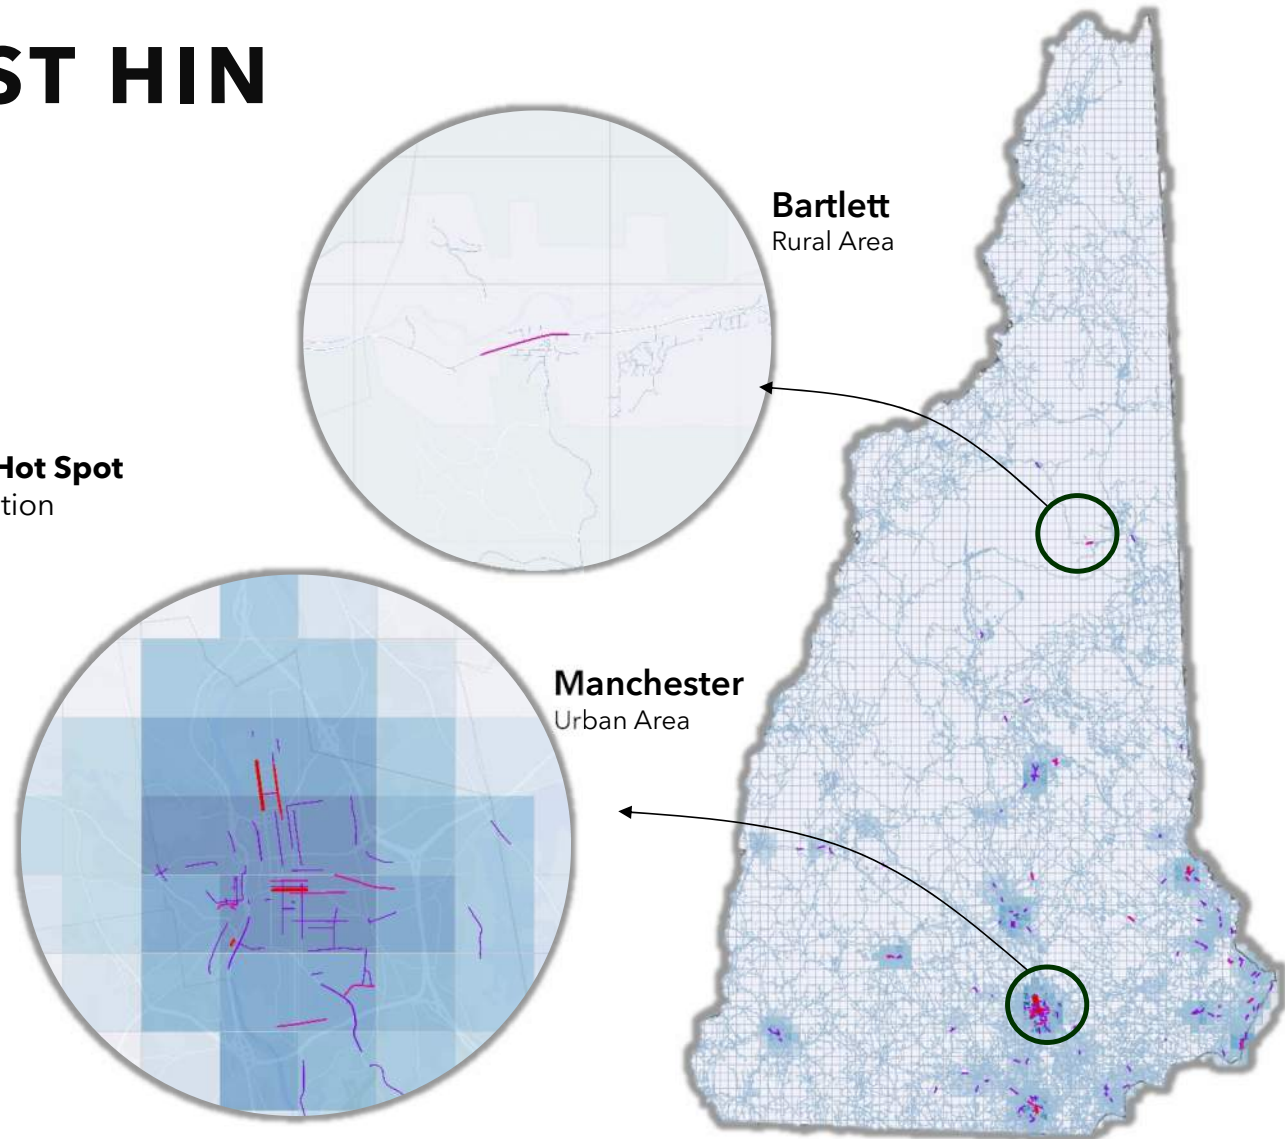 ST HIN
Bartlett
Rural Area
Hot Spot
tion
Manchester
Urban Area